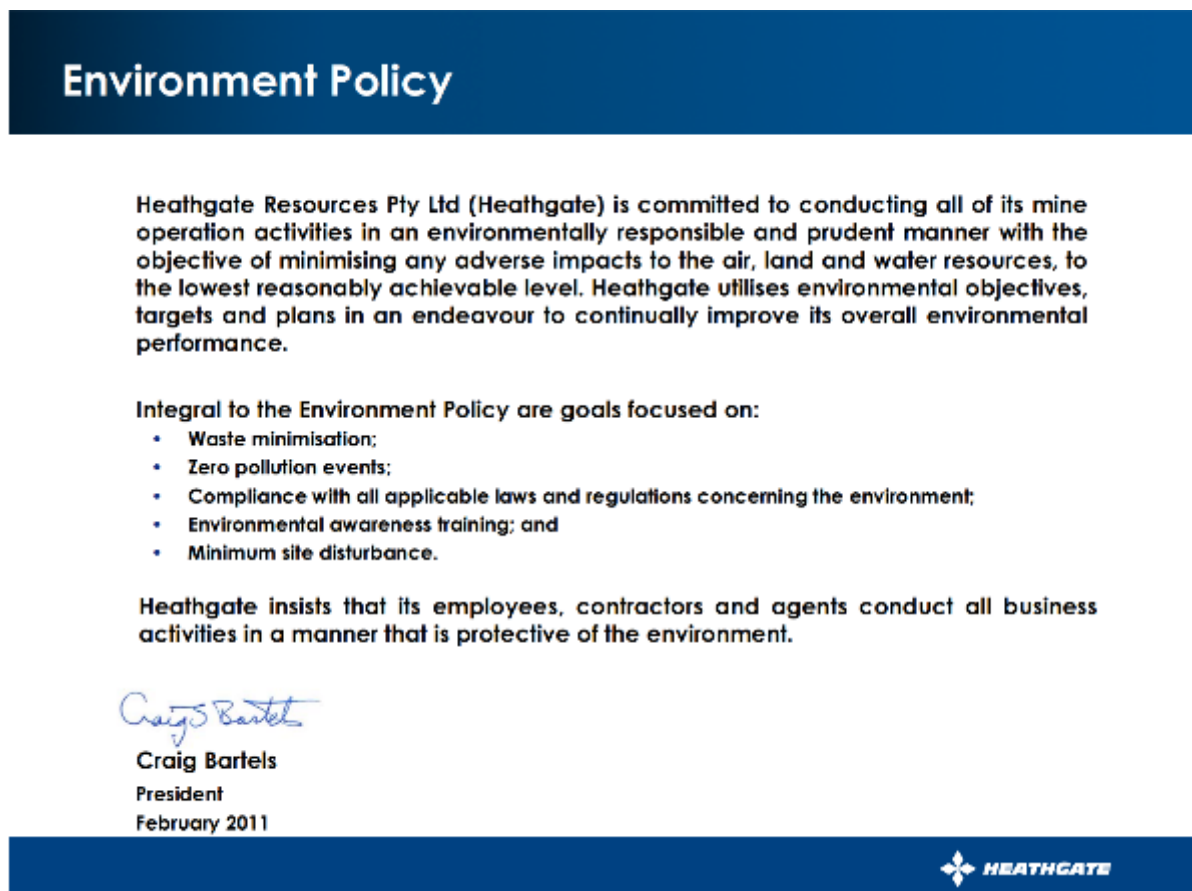 Environment Policy
Heathgate Resources Pty Ltd (Heathgate) is committed to conducting all of its mine
operation activities in an environmentally responsible and prudent manner with the
objective of minimising any adverse impacts to the air, land and water resources, to
the lowest reasonably achievable level. Heathgate utilises environmental objectives,
targets and plans in an endeavour to continually improve its overall environmental
performance.
Integral to the Environment Policy are goals focused on:
• Waste minimisation;
• Zero pollution events;
• Compliance with all applicable laws and regulations concerning the environment;
• Environmental awareness training; and
• Minimum site disturbance.
Heathgate insists that its employees, contractors and agents conduct all business
activities in a manner that is protective of the environment.
Craig S Bartels
Craig Bartels
President
February 2011
HEATHGATE